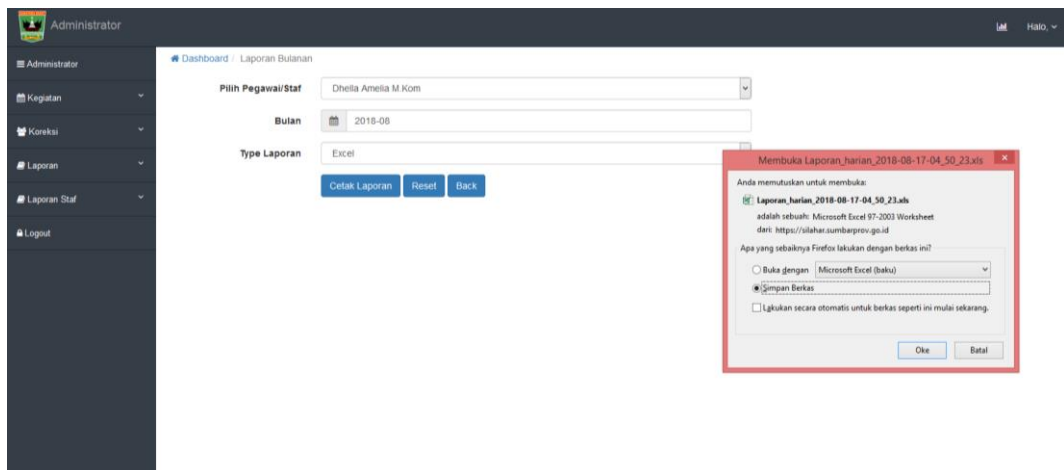 Administrator
Halo,
Administrator
Dashboard / Laporan Bulanan
Kegiatan
Koreksi
Laporan
Laporan Staf
Logout
Pilih Pegawai/Staf
Dhella Amelia M.Kom
Bulan
2018-08
Type Laporan
Excel
Cetak Laporan Reset Back
Membuka Laporan_harian_2018-08-17-04_50_23.xls
Anda memutuskan untuk membuka:
Laporan_harian_2018-08-17-04_50_23.xls
adalah sebuah: Microsoft Excel 97-2003 Worksheet
dari: https://silahar.sumbarprov.go.id
Apa yang sebaiknya Firefox lakukan dengan berkas ini?
Buka dengan Microsoft Excel (baku)
Simpan Berkas
Lakukan secara otomatis untuk berkas seperti ini mulai sekarang.
Oke Batal